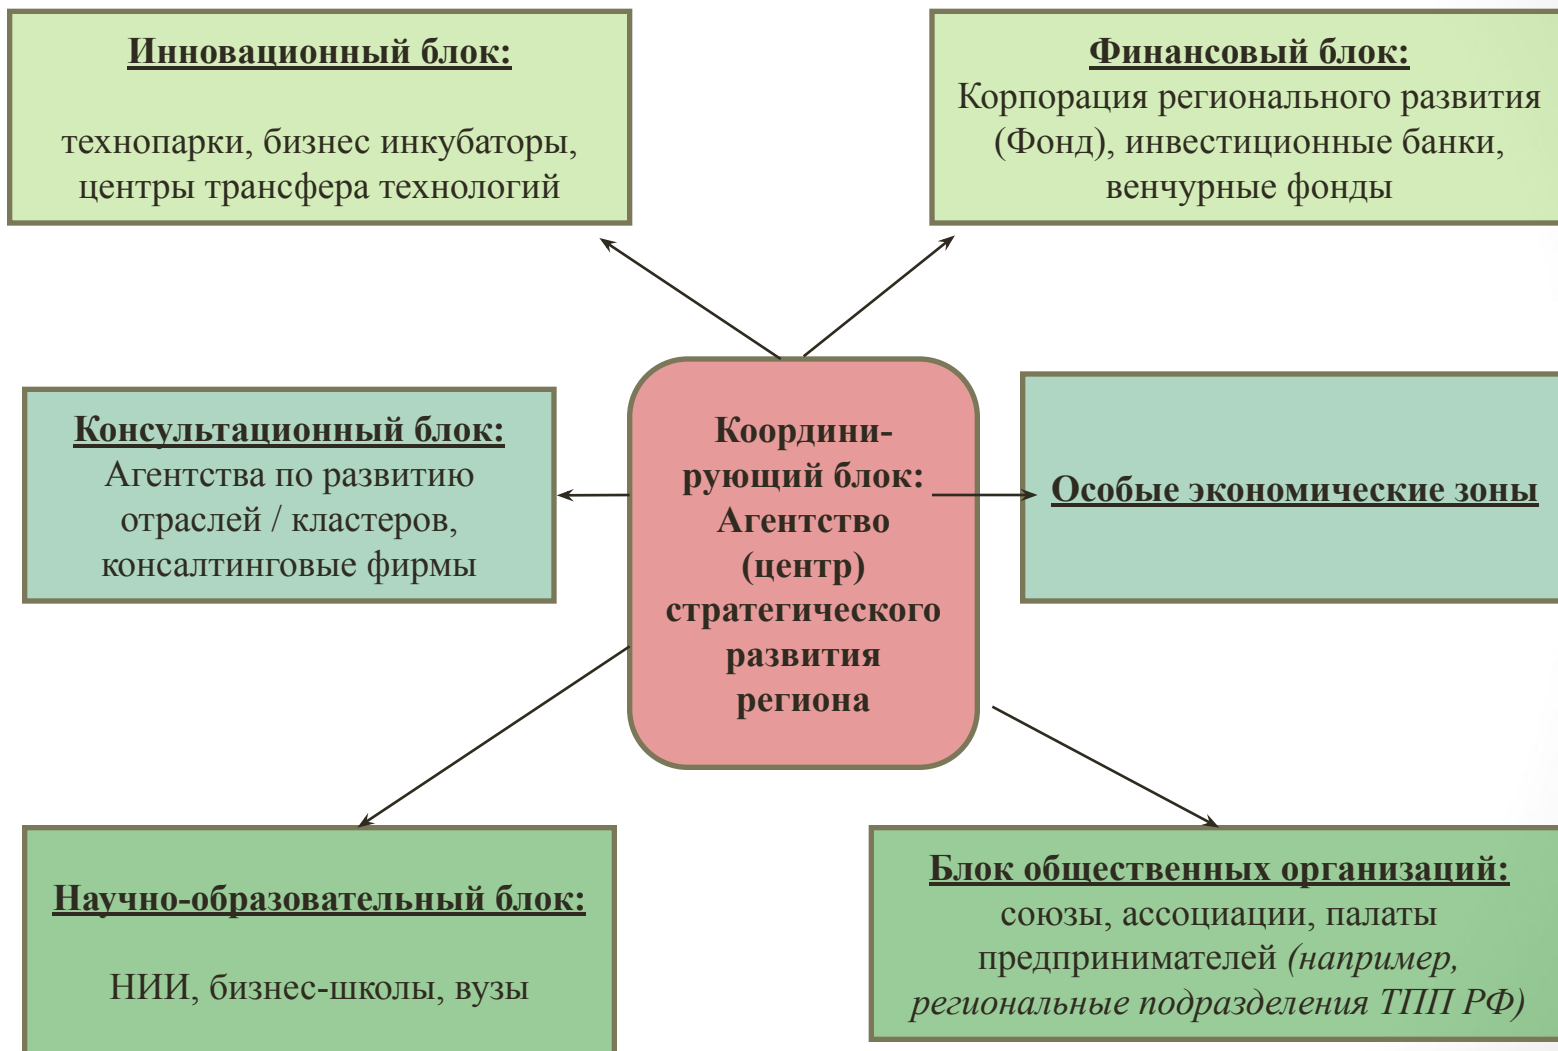 Инновационный блок:
технопарки, бизнес инкубаторы,
центры трансфера технологий
Финансовый блок:
Корпорация регионального развития
(Фонд), инвестиционные банки,
венчурные фонды
Консультационный блок:
Агентства по развитию
отраслей / кластеров,
консалтинговые фирмы
Координи-
рующий блок:
Агентство
(центр)
стратегического
развития
региона
Особые экономические зоны
Научно-образовательный блок:
НИИ, бизнес-школы, вузы
Блок общественных организаций:
союзы, ассоциации, палаты
предпринимателей (например,
региональные подразделения ТПП РФ)